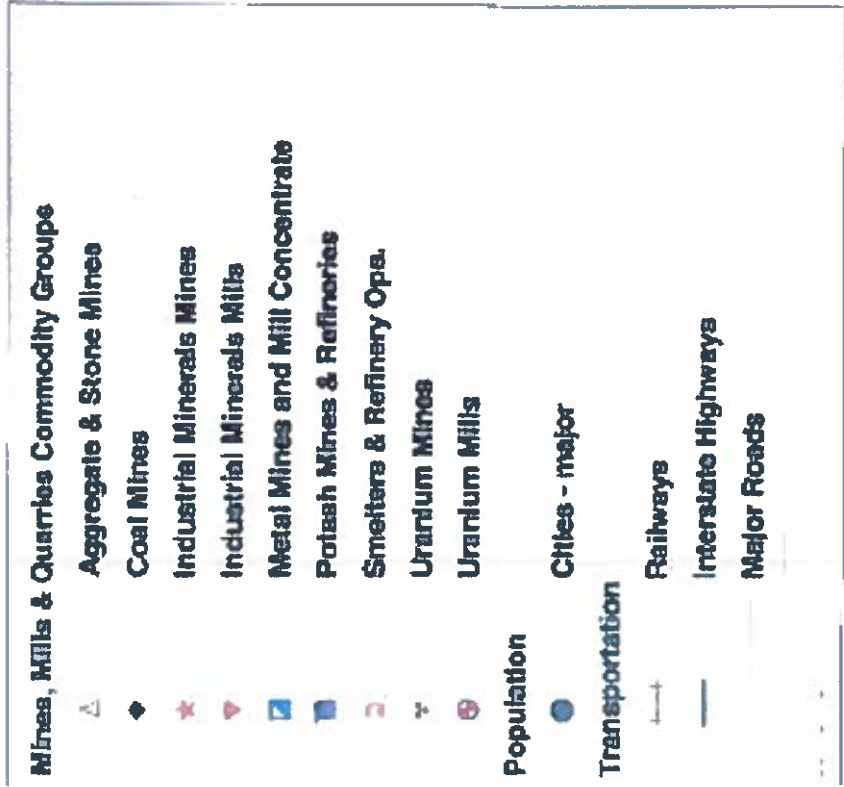 Mines, Mills & Quarries Commodity Groups
Aggregate & Stone Mines
Coal Mines
Industrial Minerals Mines
Industrial Minerals Mills
Metal Mines and Mill Concentrate
Potash Mines & Refineries
Smelters & Refinery Ops.
Uranium Mines
Uranium Mills
Population
Cities - major
Transportation
Railways
Interstate Highways
Major Roads